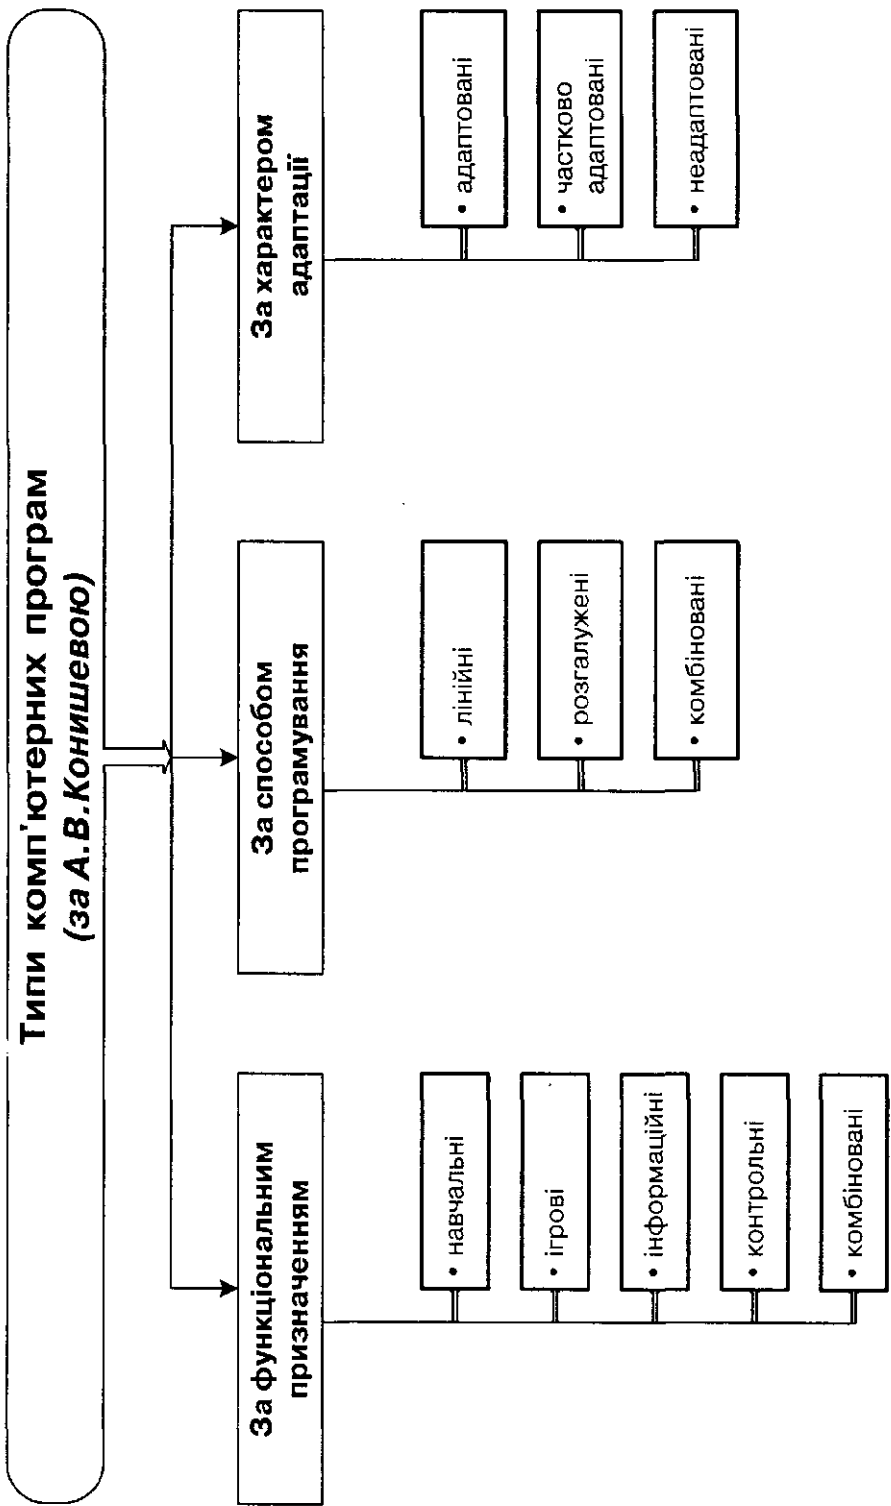 Типи комп'ютерних програм
(за А.В.Конишевою)
За функціональним
призначенням
• навчальні
• ігрові
• інформаційні
• контрольні
• комбіновані
За способом
програмування
• лінійні
• розгалужені
• комбіновані
За характером
адаптації
• адаптовані
• частково
адаптовані
• неадаптовані